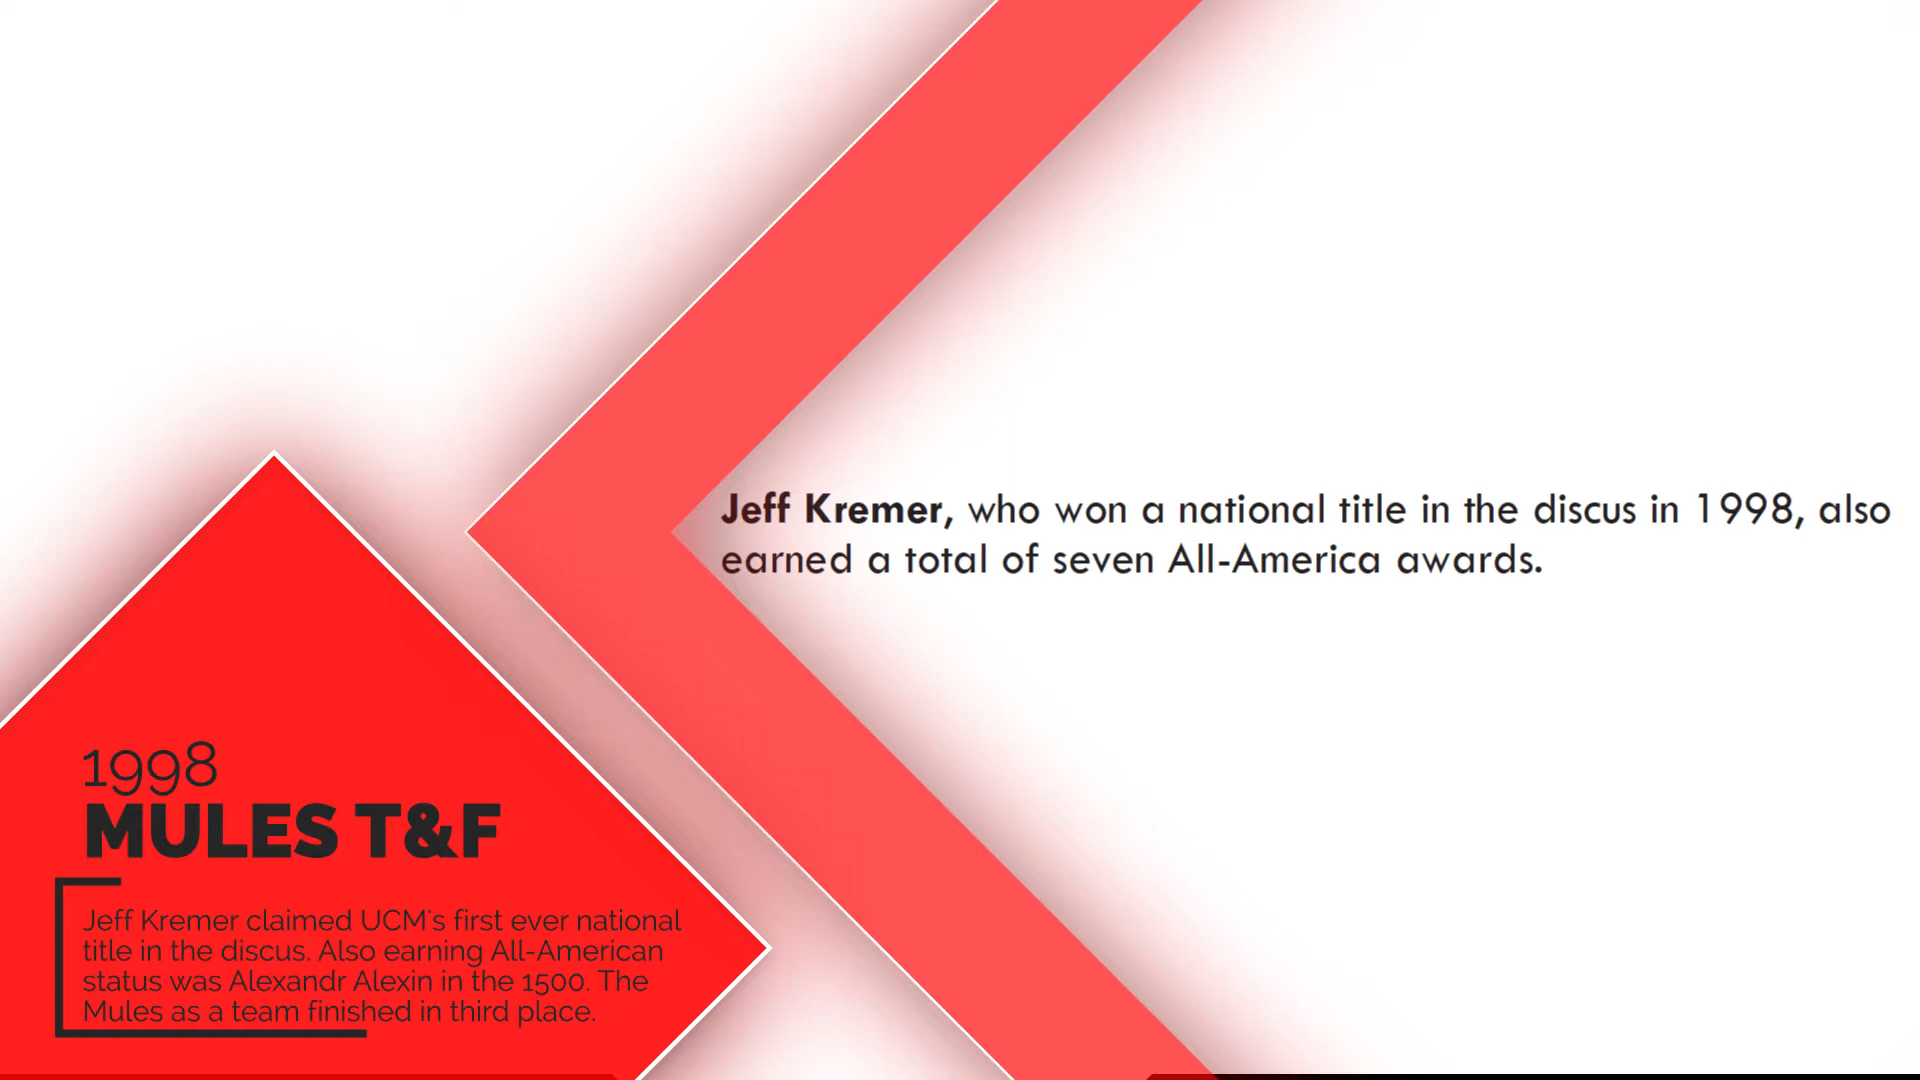 Jeff Kremer, who won a national title in the discus in 1998, also
earned a total of seven All-America awards.
1998
MULES T&F
Jeff Kremer claimed UCM's first ever national
title in the discus. Also earning All-American
status was Alexandr Alexin in the 1500. The
Mules as a team finished in third place.